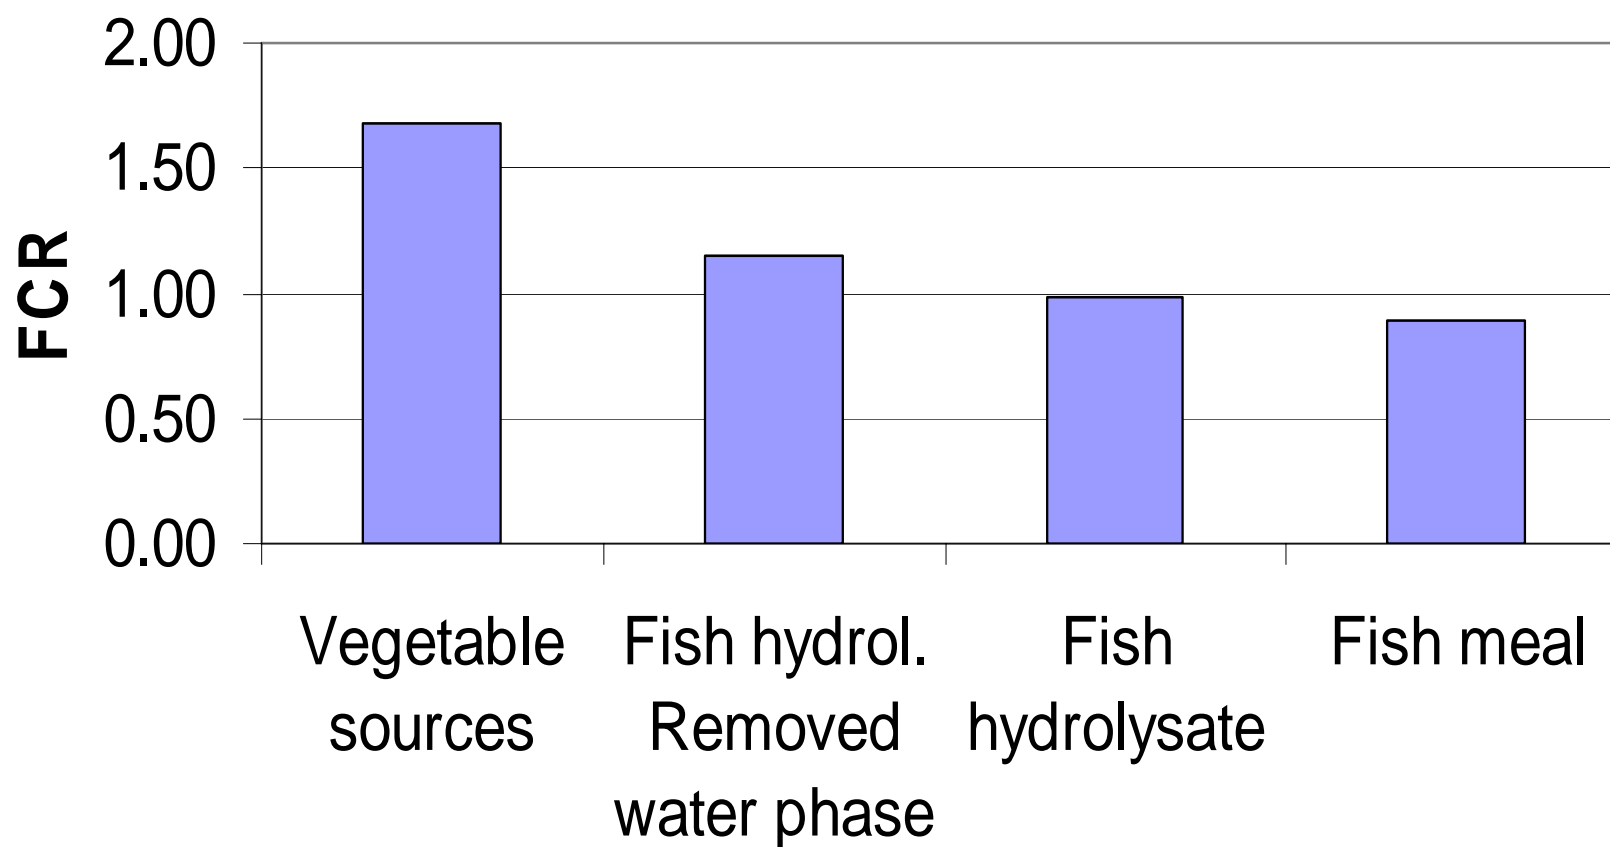 2.00
1.50
1.00
0.50
0.00
FCR
Vegetable
sources
Fish hydrol.
Removed
water phase
Fish
hydrolysate
Fish meal